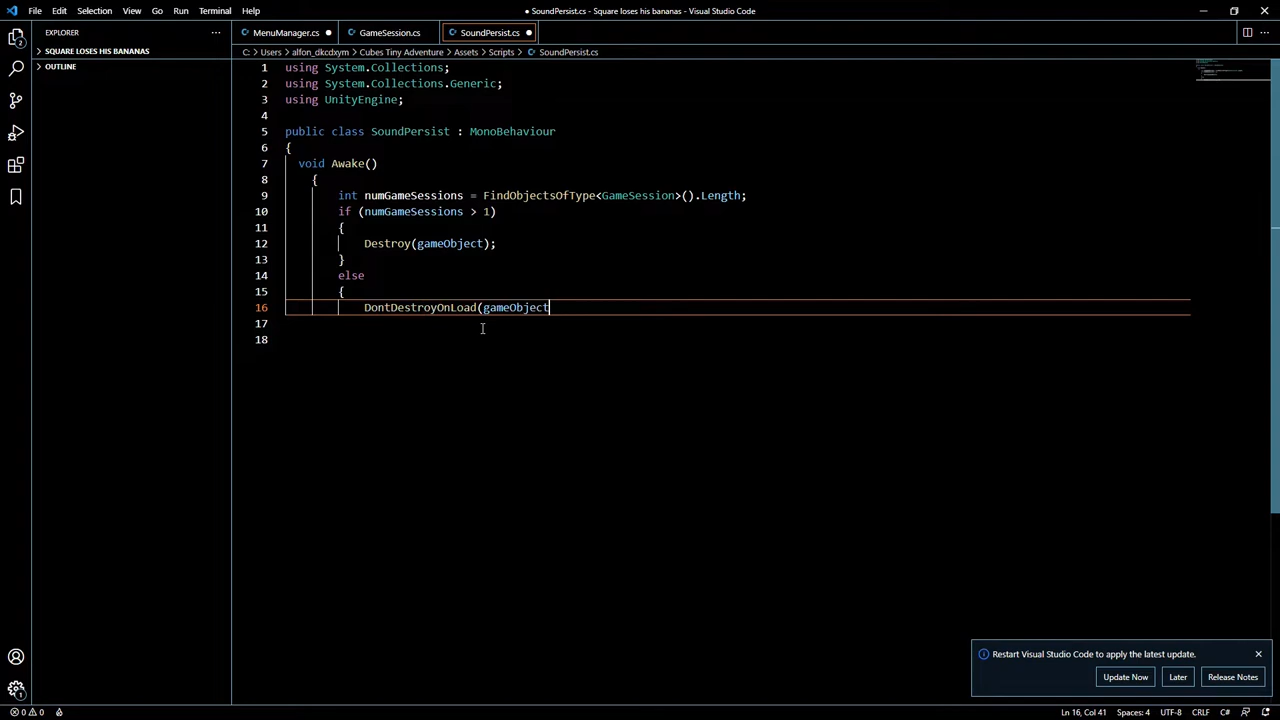 File Edit Selection View Go Run Terminal Help
● SoundPersist.cs - Square loses his bananas - Visual Studio Code
EXPLORER ···
MenuManager.cs ● GameSession.cs SoundPersist.cs ●
SQUARE LOSES HIS BANANAS
C: > Users > alfon_dkcdxym > Cubes Tiny Adventure > Assets > Scripts > SoundPersist.cs
OUTLINE
1 using System.Collections;
2 using System.Collections.Generic;
3 using UnityEngine;
4
5 public class SoundPersist : MonoBehaviour
6 {
7 void Awake()
8 {
9 int numGameSessions = FindObjectsOfType<GameSession>().Length;
10 if (numGameSessions > 1)
11 {
12 Destroy(gameObject);
13 }
14 else
15 {
16 DontDestroyOnLoad(gameObject
17
18
Restart Visual Studio Code to apply the latest update.
Update Now Later Release Notes
0 0 Ln 16, Col 41 Spaces: 4 UTF-8 CRLF C#